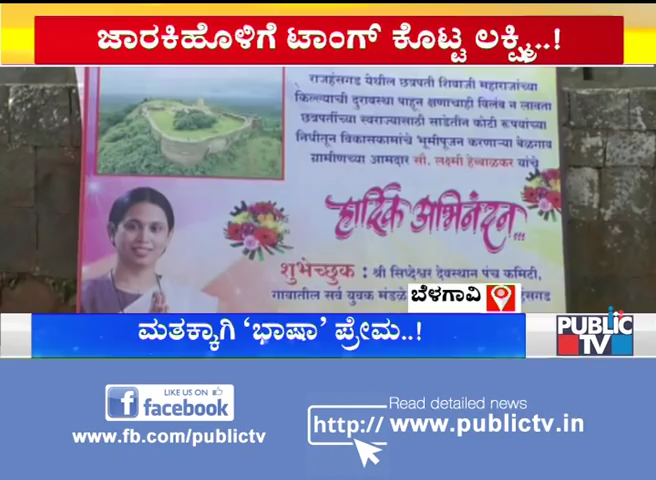 ಜಾರಕಿಹೊಳಿಗೆ ಟಾಂಗ್ ಕೊಟ್ಟ ಲಕ್ಷ್ಮಿ..!
राजहंसगड येथील छत्रपती शिवाजी महाराजांच्या
किल्ल्याची दुरावस्था पाहून क्षणाचाही विलंब न लावता
छत्रपतींच्या स्वराज्यासाठी साडेतीन कोटी रूपयांच्या
निधीतून विकासकामांचे भूमीपूजन करणाऱ्या बेळगाव
ग्रामीणच्या आमदार सौ. लक्ष्मी हेब्बाळकर यांचे
हार्दिक अभिनंदन...
शुभेच्छुक : श्री सिध्देश्वर देवस्थान पंच कमिटी,
गावातील सर्व युवक मंडळे
ಬೆಳಗಾವಿ
ಮತಕ್ಕಾಗಿ ‘ಭಾಷಾ’ ಪ್ರೇಮ..!
PUBLIC
TV
LIKE US ON
facebook
www.fb.com/publictv
Read detailed news
http:// www.publictv.in